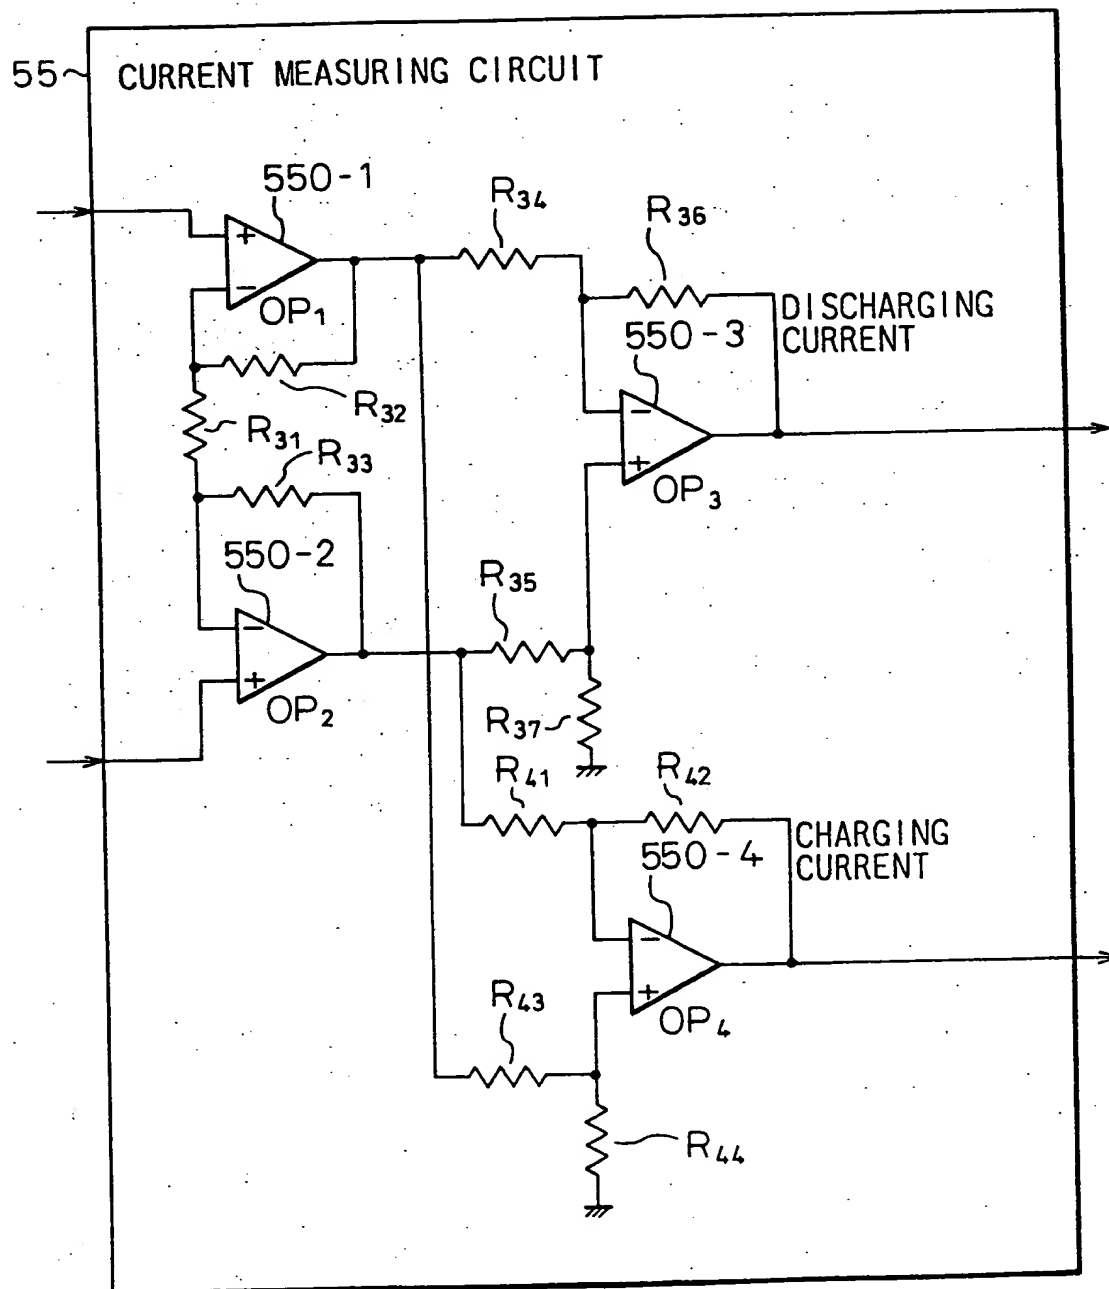 55
CURRENT MEASURING CIRCUIT
550-1
R34
R36
+
−
OP1
DISCHARGING
CURRENT
550-3
R32
R31
R33
−
+
OP3
550-2
R35
−
+
OP2
R37
R41
R42
CHARGING
CURRENT
550-4
−
+
OP4
R43
R44